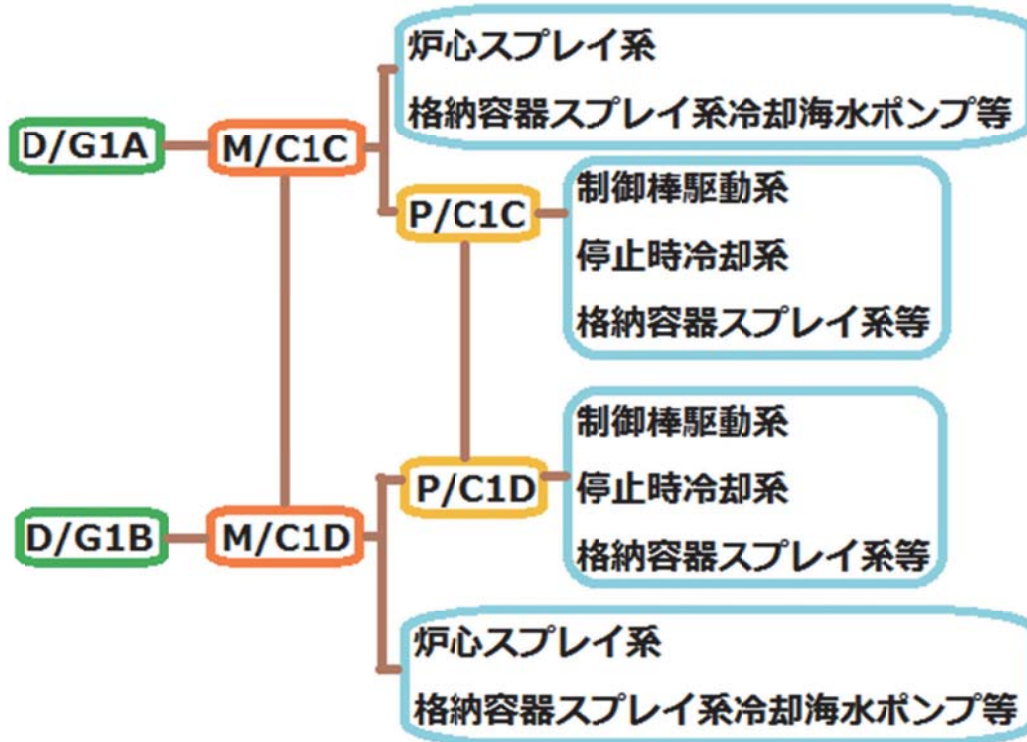 炉心スプレイ系
格納容器スプレイ系冷却海水ポンプ等
D/G1A
M/C1C
P/C1C
制御棒駆動系
停止時冷却系
格納容器スプレイ系等
制御棒駆動系
停止時冷却系
格納容器スプレイ系等
P/C1D
D/G1B
M/C1D
炉心スプレイ系
格納容器スプレイ系冷却海水ポンプ等